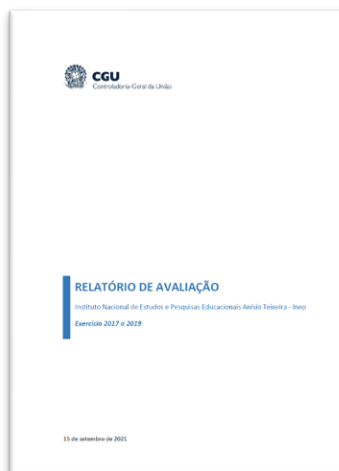 CGU
Controladoria-Geral da União
RELATÓRIO DE AVALIAÇÃO
Instituto Nacional de Estudos e Pesquisas Educacionais Anísio Teixeira - Inep
Exercício 2017 a 2019
15 de setembro de 2021